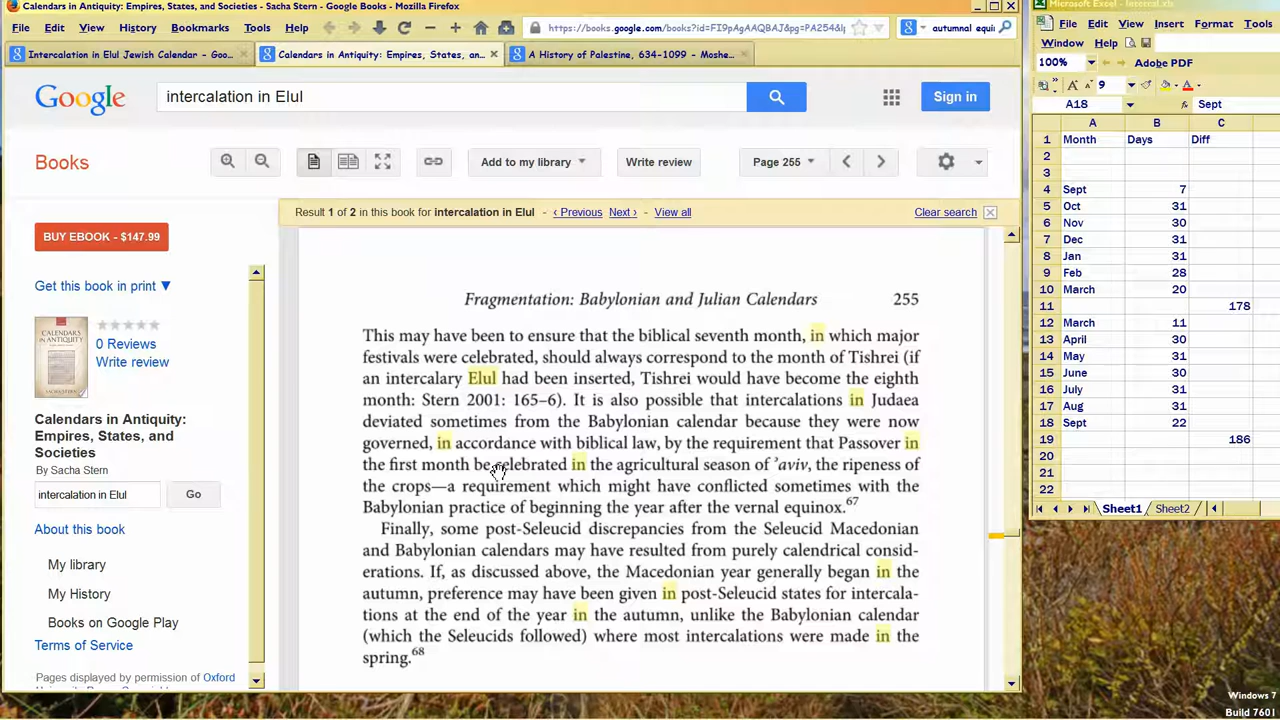 Calendars in Antiquity: Empires, States, and Societies - Sacha Stern - Google Books - Mozilla Firefox
File Edit View History Bookmarks Tools Help
https://books.google.com/books?id=FI9pAgAAQBAJ&pg=PA254&l
autumnal equi
Intercalation in Elul Jewish Calendar - Goo...
Calendars in Antiquity: Empires, States, an...
A History of Palestine, 634-1099 - Moshe...
Google
intercalation in Elul
Sign in
Books
Add to my library
Write review
Page 255
Result 1 of 2 in this book for intercalation in Elul - ‹ Previous Next › - View all
Clear search
BUY EBOOK - $147.99
Get this book in print ▼
CALENDARS IN ANTIQUITY
0 Reviews
Write review
Calendars in Antiquity:
Empires, States, and
Societies
By Sacha Stern
intercalation in Elul
Go
About this book
My library
My History
Books on Google Play
Terms of Service
Pages displayed by permission of Oxford
Fragmentation: Babylonian and Julian Calendars 255
This may have been to ensure that the biblical seventh month, in which major
festivals were celebrated, should always correspond to the month of Tishrei (if
an intercalary Elul had been inserted, Tishrei would have become the eighth
month: Stern 2001: 165–6). It is also possible that intercalations in Judaea
deviated sometimes from the Babylonian calendar because they were now
governed, in accordance with biblical law, by the requirement that Passover in
the first month be celebrated in the agricultural season of ʾaviv, the ripeness of
the crops—a requirement which might have conflicted sometimes with the
Babylonian practice of beginning the year after the vernal equinox.67
Finally, some post-Seleucid discrepancies from the Seleucid Macedonian
and Babylonian calendars may have resulted from purely calendrical consid-
erations. If, as discussed above, the Macedonian year generally began in the
autumn, preference may have been given in post-Seleucid states for intercala-
tions at the end of the year in the autumn, unlike the Babylonian calendar
(which the Seleucids followed) where most intercalations were made in the
spring.68
Microsoft Excel - Intercal.xls
File Edit View Insert Format Tools
Window Help
100% Adobe PDF
9
A18 Sept
A B C
1 Month Days Diff
2
3
4 Sept 7
5 Oct 31
6 Nov 30
7 Dec 31
8 Jan 31
9 Feb 28
10 March 20
11 178
12 March 11
13 April 30
14 May 31
15 June 30
16 July 31
17 Aug 31
18 Sept 22
19 186
20
21
22
Sheet1 Sheet2
Windows 7
Build 7601